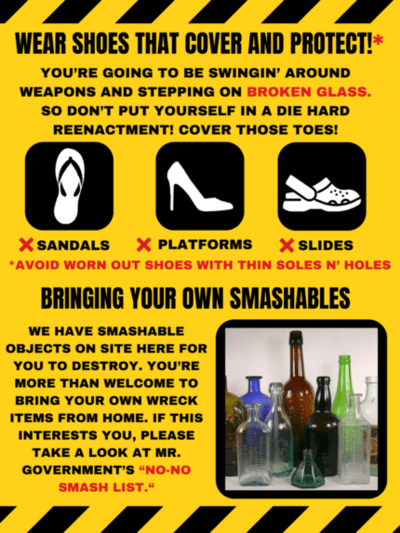 WEAR SHOES THAT COVER AND PROTECT!*
YOU'RE GOING TO BE SWINGIN' AROUND
WEAPONS AND STEPPING ON BROKEN GLASS.
SO DON'T PUT YOURSELF IN A DIE HARD
REENACTMENT! COVER THOSE TOES!
❌ SANDALS ❌ PLATFORMS ❌ SLIDES
*AVOID WORN OUT SHOES WITH THIN SOLES N' HOLES
BRINGING YOUR OWN SMASHABLES
WE HAVE SMASHABLE
OBJECTS ON SITE HERE FOR
YOU TO DESTROY. YOU'RE
MORE THAN WELCOME TO
BRING YOUR OWN WRECK
ITEMS FROM HOME. IF THIS
INTERESTS YOU, PLEASE
TAKE A LOOK AT MR.
GOVERNMENT'S "NO-NO
SMASH LIST."